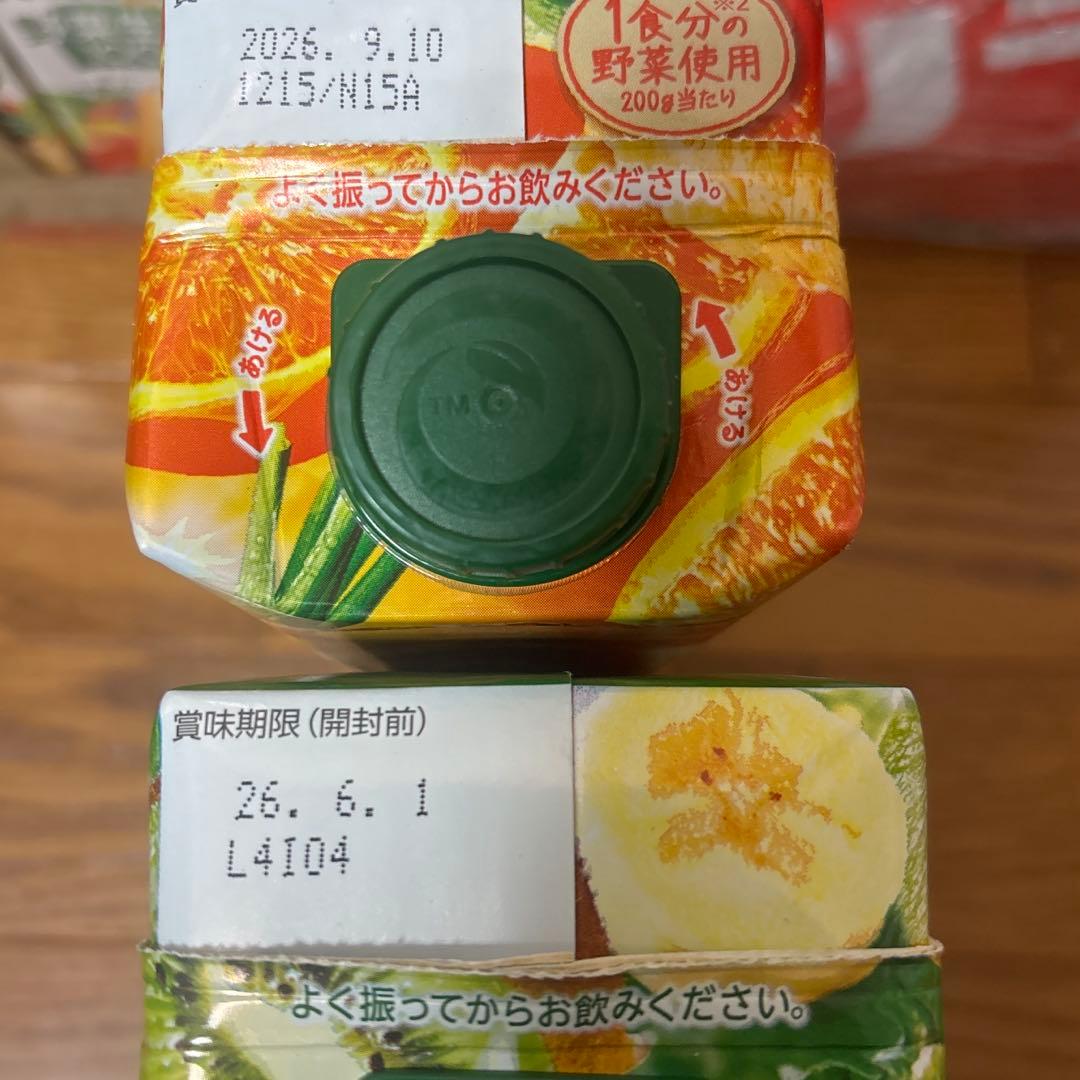 2026. 9.10
1215/N15A
1食分の※2
野菜使用
200g当たり
よく振ってからお飲みください。
あける
あける
TM
賞味期限(開封前)
26. 6. 1
L4104
よく振ってからお飲みください。